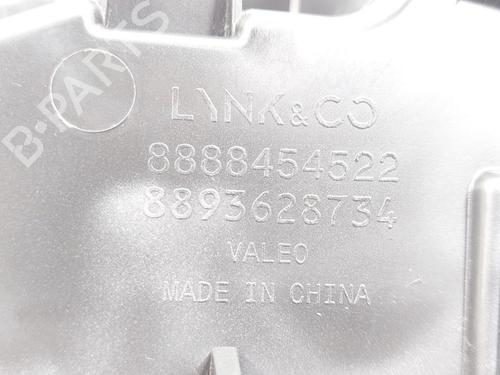 B-PARTS
LYNK&CO
8888454522
8893628734
VALEO
MADE IN CHINA